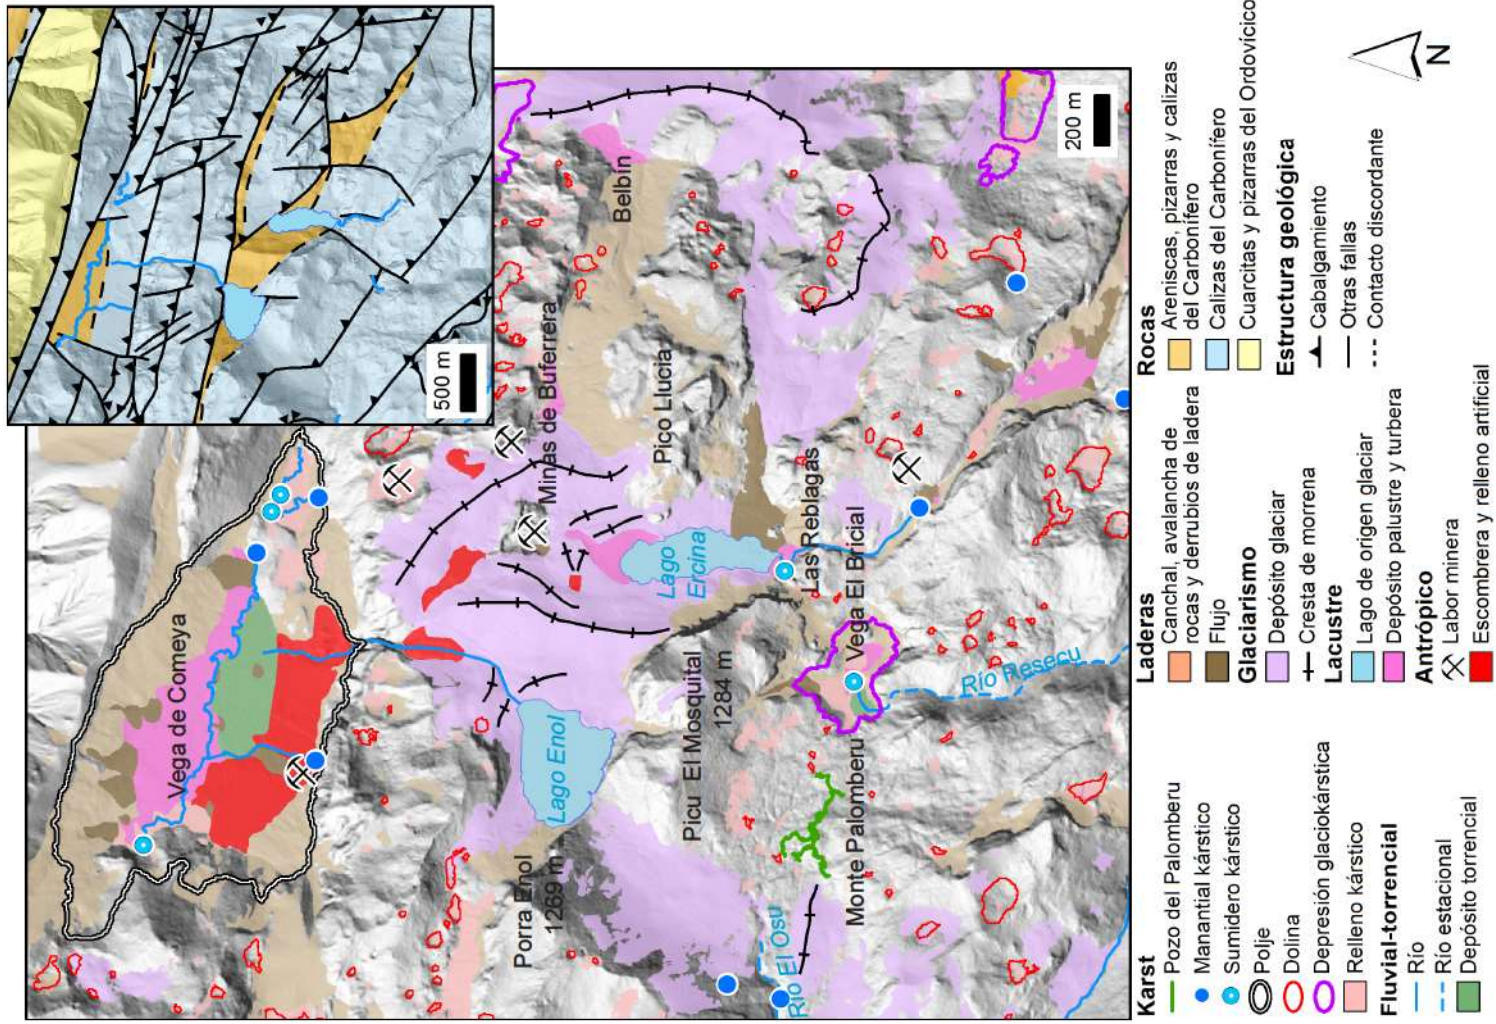 500 m
Vega de Comeya
Belbín
200 m
Minas de Buferrera
Pico Llucia
Lago
Ercina
Las Reblagas
Vega El Bricial
Lago Enol
Picu El Mosquital
1284 m
Río Resecu
Porra Enol
1269 m
Monte Palomberu
Río El Osu
Karst
Pozo del Palomberu
Manantial kárstico
Sumidero kárstico
Polje
Dolina
Depresión glaciokárstica
Relleno kárstico
Fluvial-torrencial
Río
Río estacional
Depósito torrencial
Laderas
Canchal, avalancha de
rocas y derrubios de ladera
Flujo
Glaciarismo
Depósito glaciar
Cresta de morrena
Lacustre
Lago de origen glaciar
Depósito palustre y turbera
Antrópico
Labor minera
Escombrera y relleno artificial
Rocas
Areniscas, pizarras y calizas
del Carbonífero
Calizas del Carbonífero
Cuarcitas y pizarras del Ordovícico
Estructura geológica
Cabalgamiento
Otras fallas
Contacto discordante
N